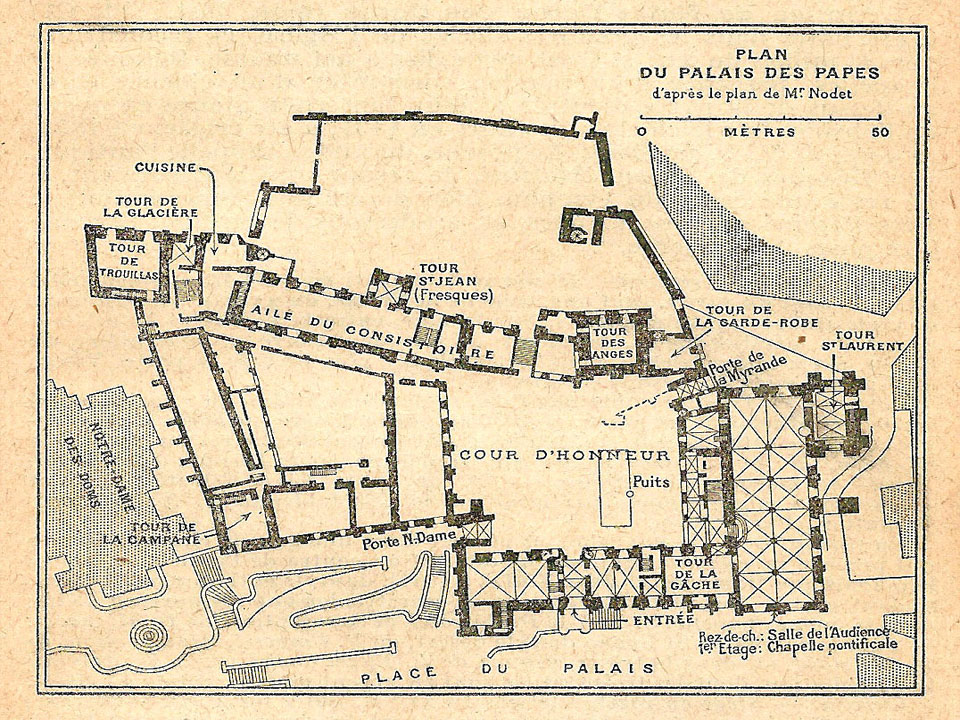 PLAN
DU PALAIS DES PAPES
d'après le plan de Mr Nodet
0 MÈTRES 50
CUISINE
TOUR DE
LA GLACIÈRE
TOUR
DE
TROUILLAS
TOUR
ST JEAN
(Fresques)
AILE DU CONSISTOIRE
TOUR
DES
ANGES
TOUR DE
LA GARDE-ROBE
TOUR
ST LAURENT
Porte de
la Myrande
NOTRE-DAME
DES DOMS
COUR D'HONNEUR
Puits
TOUR DE
LA CAMPANE
Porte N.-Dame
TOUR
DE LA
GÂCHE
ENTRÉE
Rez-de-ch.: Salle de l'Audience
1er Etage: Chapelle pontificale
PLACE DU PALAIS